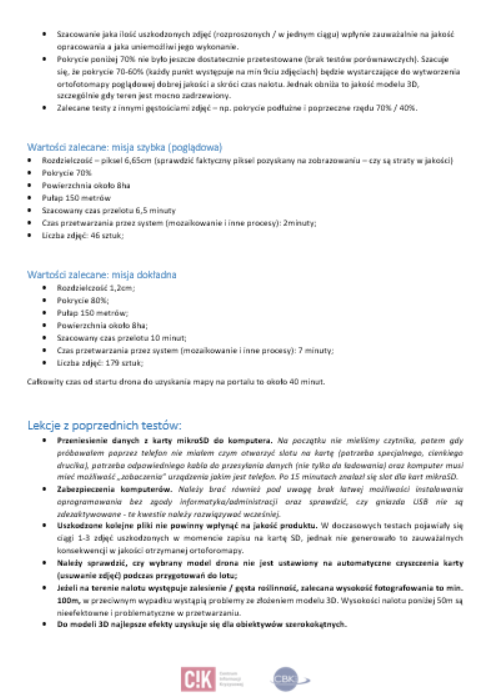 • Szacowanie jaka ilość uszkodzonych zdjęć (rozproszonych / w jednym ciągu) wpłynie zauważalnie na jakość
opracowania a jaka uniemożliwi jego wykonanie.
• Pokrycie poniżej 70% nie było jeszcze dostatecznie przetestowane (brak testów porównawczych). Szacuje
się, że pokrycie 70-60% (każdy punkt występuje na min 9ciu zdjęciach) będzie wystarczające do wytworzenia
ortofotomapy poglądowej dobrej jakości a skróci czas nalotu. Jednak obniża to jakość modelu 3D,
szczególnie gdy teren jest mocno zadrzewiony.
• Zalecane testy z innymi gęstościami zdjęć – np. pokrycie podłużne i poprzeczne rzędu 70% / 40%.
Wartości zalecane: misja szybka (poglądowa)
• Rozdzielczość – piksel 6,65cm (sprawdzić faktyczny piksel pozyskany na zobrazowaniu – czy są straty w jakości)
• Pokrycie 70%
• Powierzchnia około 8ha
• Pułap 150 metrów
• Szacowany czas przelotu 6,5 minuty
• Czas przetwarzania przez system (mozaikowanie i inne procesy): 2minuty;
• Liczba zdjęć: 46 sztuk;
Wartości zalecane: misja dokładna
• Rozdzielczość 1,2cm;
• Pokrycie 80%;
• Pułap 150 metrów;
• Powierzchnia około 8ha;
• Szacowany czas przelotu 10 minut;
• Czas przetwarzania przez system (mozaikowanie i inne procesy): 7 minuty;
• Liczba zdjęć: 179 sztuk;
Całkowity czas od startu drona do uzyskania mapy na portalu to około 40 minut.
Lekcje z poprzednich testów:
• Przeniesienie danych z karty mikroSD do komputera. Na początku nie mieliśmy czytnika, potem gdy
próbowałem poprzez telefon nie miałem czym otworzyć slotu na kartę (potrzeba specjalnego, cienkiego
drucika), potrzeba odpowiedniego kabla do przesyłania danych (nie tylko do ładowania) oraz komputer musi
mieć możliwość „zobaczenia” urządzenia jakim jest telefon. Po 15 minutach znalazł się slot dla kart mikroSD.
• Zabezpieczenia komputerów. Należy brać również pod uwagę brak łatwej możliwości instalowania
oprogramowania bez zgody informatyka/administracji oraz sprawdzić, czy gniazda USB nie są
zdezaktywowane - te kwestie należy rozwiązywać wcześniej.
• Uszkodzone kolejne pliki nie powinny wpłynąć na jakość produktu. W doczasowych testach pojawiały się
ciągi 1-3 zdjęć uszkodzonych w momencie zapisu na kartę SD, jednak nie generowało to zauważalnych
konsekwencji w jakości otrzymanej ortoforomapy.
• Należy sprawdzić, czy wybrany model drona nie jest ustawiony na automatyczne czyszczenia karty
(usuwanie zdjęć) podczas przygotowań do lotu;
• Jeżeli na terenie nalotu występuje zalesienie / gęsta roślinność, zalecana wysokość fotografowania to min.
100m, w przeciwnym wypadku wystąpią problemy ze złożeniem modelu 3D. Wysokości nalotu poniżej 50m są
nieefektowne i problematyczne w przetwarzaniu.
• Do modeli 3D najlepsze efekty uzyskuje się dla obiektów szerokokątnych.
C!K
CBK